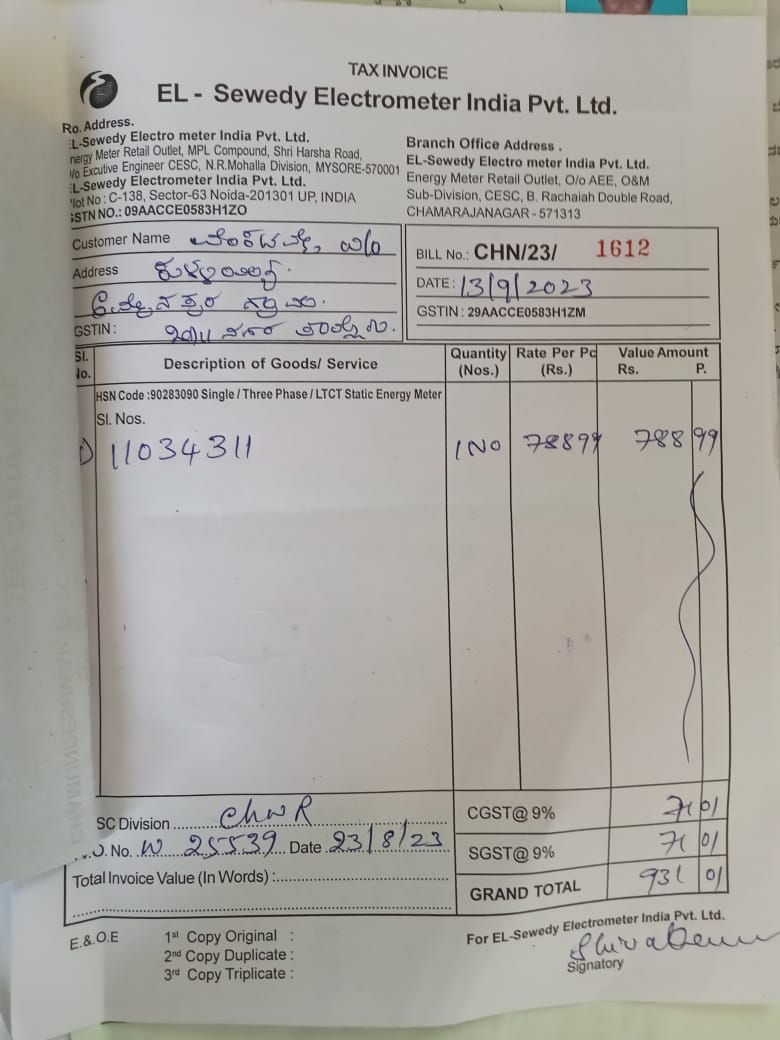 TAX INVOICE
EL - Sewedy Electrometer India Pvt. Ltd.
Ro. Address.
EL-Sewedy Electro meter India Pvt. Ltd.
nergy Meter Retail Outlet, MPL Compound, Shri Harsha Road,
/o Excutive Engineer CESC, N.R.Mohalla Division, MYSORE-570001
EL-Sewedy Electrometer India Pvt. Ltd.
Plot No : C-138, Sector-63 Noida-201301 UP, INDIA
GSTN NO.: 09AACCE0583H1ZO
Branch Office Address .
EL-Sewedy Electro meter India Pvt. Ltd.
Energy Meter Retail Outlet, O/o AEE, O&M
Sub-Division, CESC, B. Rachaiah Double Road,
CHAMARAJANAGAR - 571313
Customer Name
Address
GSTIN :
BILL No.: CHN/23/ 1612
DATE : 13/9/2023
GSTIN : 29AACCE0583H1ZM
Sl. No. Description of Goods/ Service Quantity (Nos.) Rate Per Pc (Rs.) Value Amount Rs. P.
HSN Code :90283090 Single / Three Phase / LTCT Static Energy Meter
Sl. Nos.
1) 11034311 1 NO 78899 788 99
SC Division ChNR CGST@ 9% 71 01
O. No. W 25539 Date 23/8/23
SGST@ 9% 71 01
Total Invoice Value (In Words) :
GRAND TOTAL 931 01
E.&.O.E
1st Copy Original :
2nd Copy Duplicate :
3rd Copy Triplicate :
For EL-Sewedy Electrometer India Pvt. Ltd.
Signatory